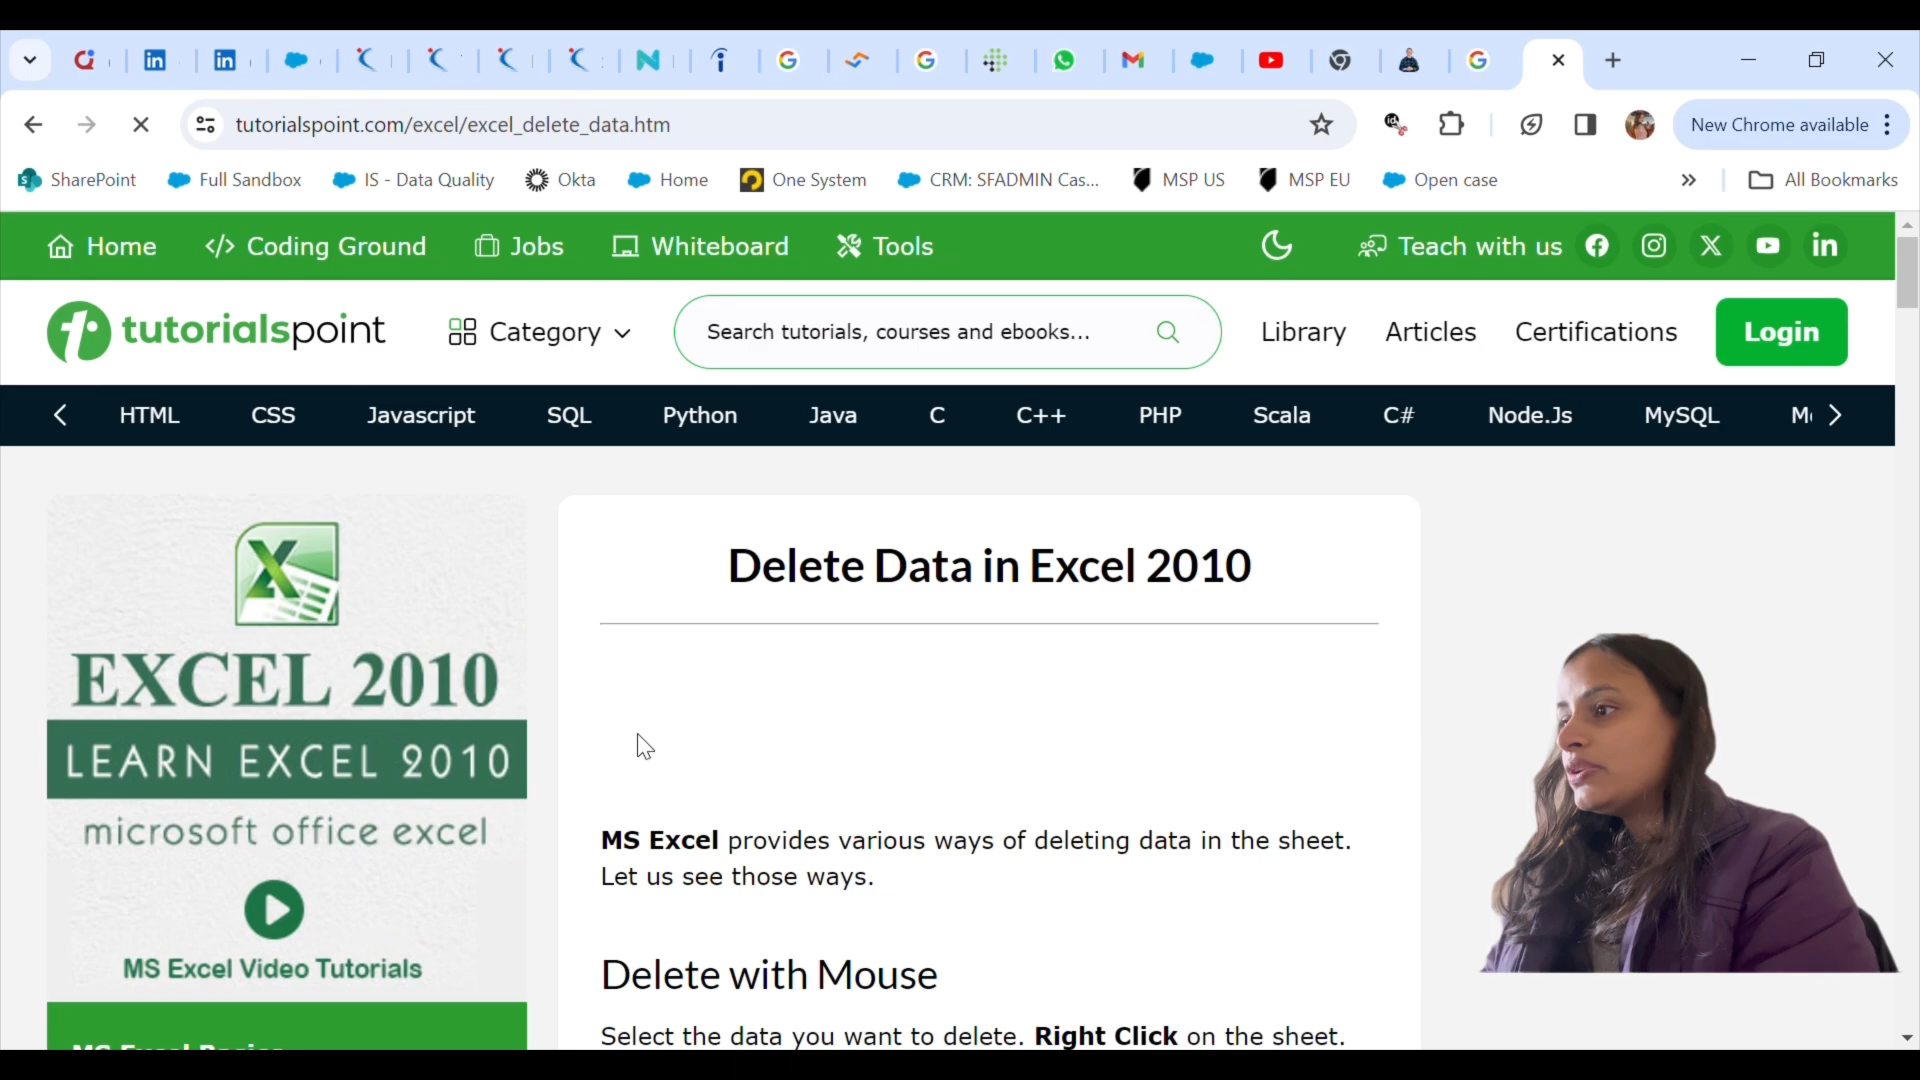 tutorialspoint.com/excel/excel_delete_data.htm
New Chrome available
SharePoint
Full Sandbox
IS - Data Quality
Okta
Home
One System
CRM: SFADMIN Cas...
MSP US
MSP EU
Open case
All Bookmarks
Home
Coding Ground
Jobs
Whiteboard
Tools
Teach with us
tutorialspoint
Category
Search tutorials, courses and ebooks...
Library
Articles
Certifications
Login
HTML
CSS
Javascript
SQL
Python
Java
C
C++
PHP
Scala
C#
Node.Js
MySQL
EXCEL 2010
LEARN EXCEL 2010
microsoft office excel
MS Excel Video Tutorials
MS Excel Basics
Delete Data in Excel 2010
MS Excel provides various ways of deleting data in the sheet.
Let us see those ways.
Delete with Mouse
Select the data you want to delete. Right Click on the sheet.